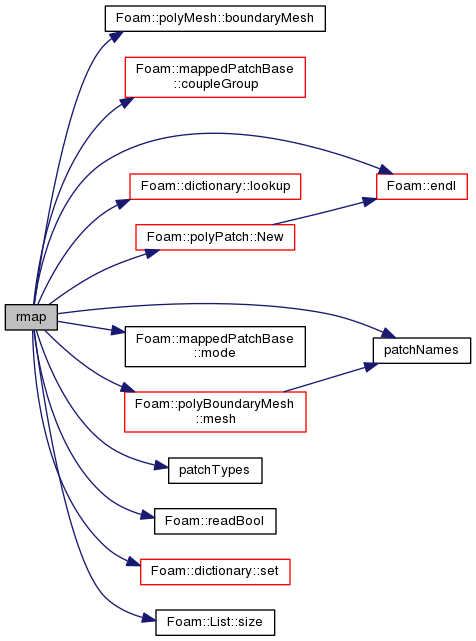 Foam::polyMesh::boundaryMesh
Foam::mappedPatchBase
::coupleGroup
Foam::dictionary::lookup
Foam::endl
Foam::polyPatch::New
rmap
Foam::mappedPatchBase
::mode
patchNames
Foam::polyBoundaryMesh
::mesh
patchTypes
Foam::readBool
Foam::dictionary::set
Foam::List::size